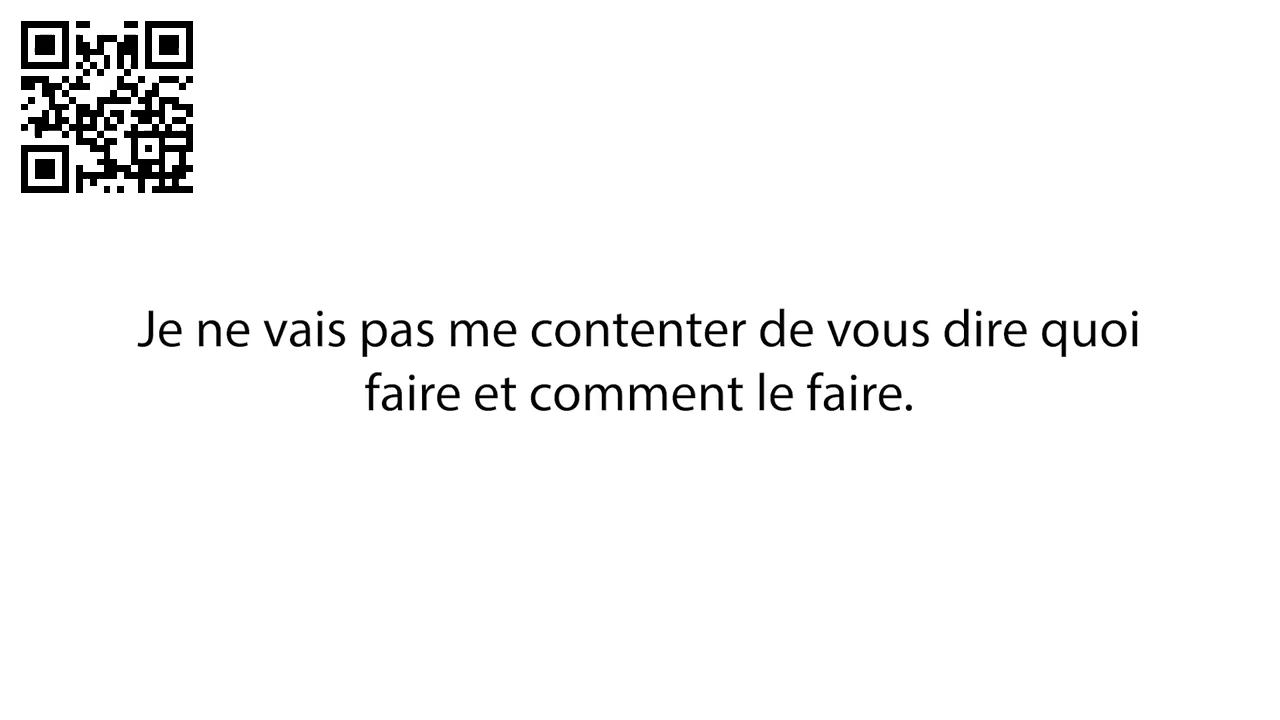 Je ne vais pas me contenter de vous dire quoi
faire et comment le faire.